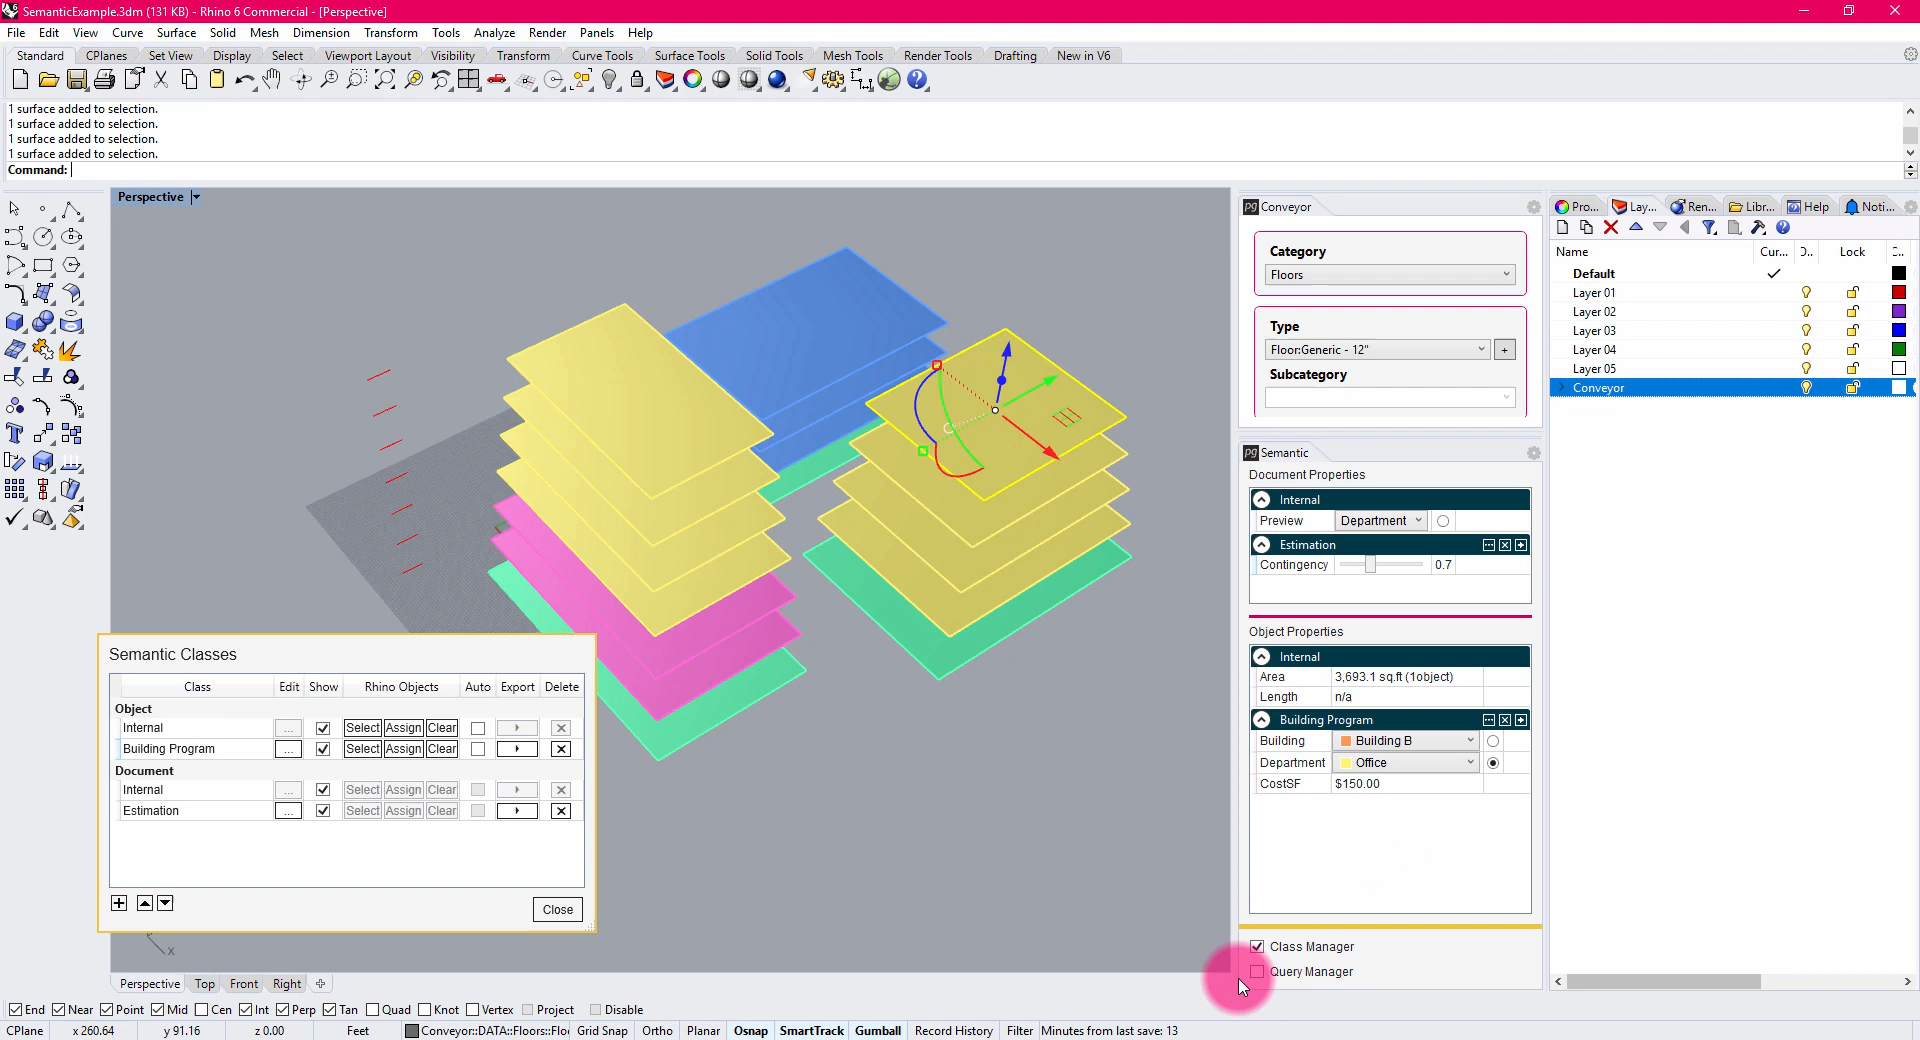 SemanticExample.3dm (131 KB) - Rhino 6 Commercial - [Perspective]
File Edit View Curve Surface Solid Mesh Dimension Transform Tools Analyze Render Panels Help
Standard CPlanes Set View Display Select Viewport Layout Visibility Transform Curve Tools Surface Tools Solid Tools Mesh Tools Render Tools Drafting New in V6
1 surface added to selection.
1 surface added to selection.
1 surface added to selection.
1 surface added to selection.
Command:
Perspective
pg Conveyor
Category
Floors
Type
Floor:Generic - 12" +
Subcategory
pg Semantic
Document Properties
Internal
Preview Department
Estimation
Contingency 0.7
Object Properties
Internal
Area 3,693.1 sq.ft (1object)
Length n/a
Building Program
Building Building B
Department Office
CostSF $150.00
Class Manager
Query Manager
Pro... Lay... Ren... Libr... Help Noti...
Name Cur... Lock
Default
Layer 01
Layer 02
Layer 03
Layer 04
Layer 05
Conveyor
Semantic Classes
Class Edit Show Rhino Objects Auto Export Delete
Object
Internal ... Select Assign Clear
Building Program ... Select Assign Clear
Document
Internal ... Select Assign Clear
Estimation ... Select Assign Clear
Close
x
Perspective Top Front Right
End Near Point Mid Cen Int Perp Tan Quad Knot Vertex Project Disable
CPlane x 260.64 y 91.16 z 0.00 Feet Conveyor::DATA::Floors::Flo Grid Snap Ortho Planar Osnap SmartTrack Gumball Record History Filter Minutes from last save: 13